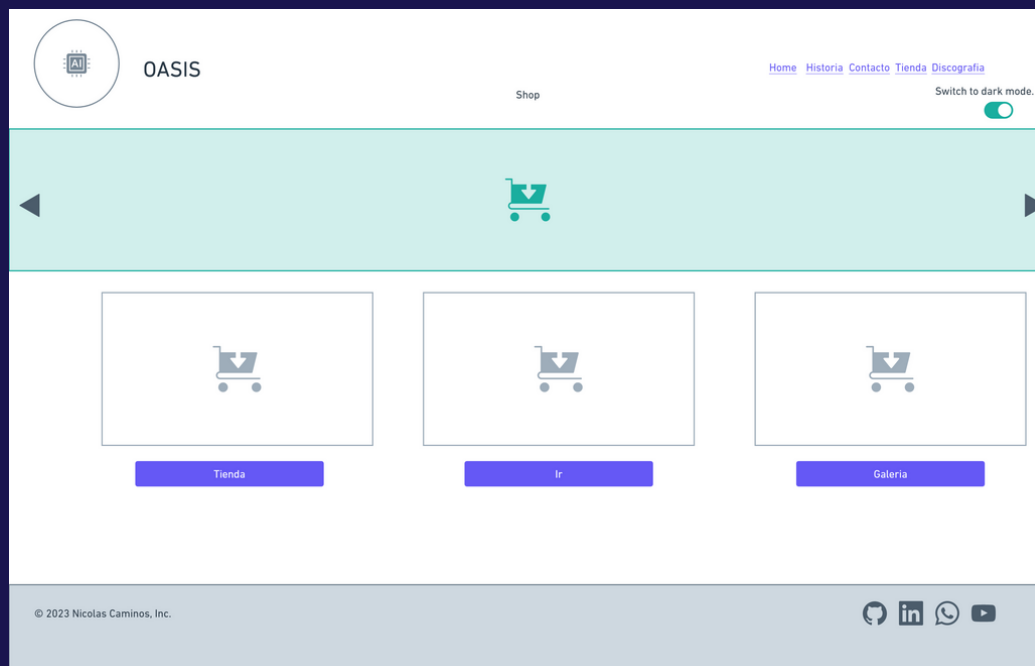 AI
OASIS
Home Historia Contacto Tienda Discografia
Shop
Switch to dark mode.
Tienda
Ir
Galeria
© 2023 Nicolas Caminos, Inc.
in